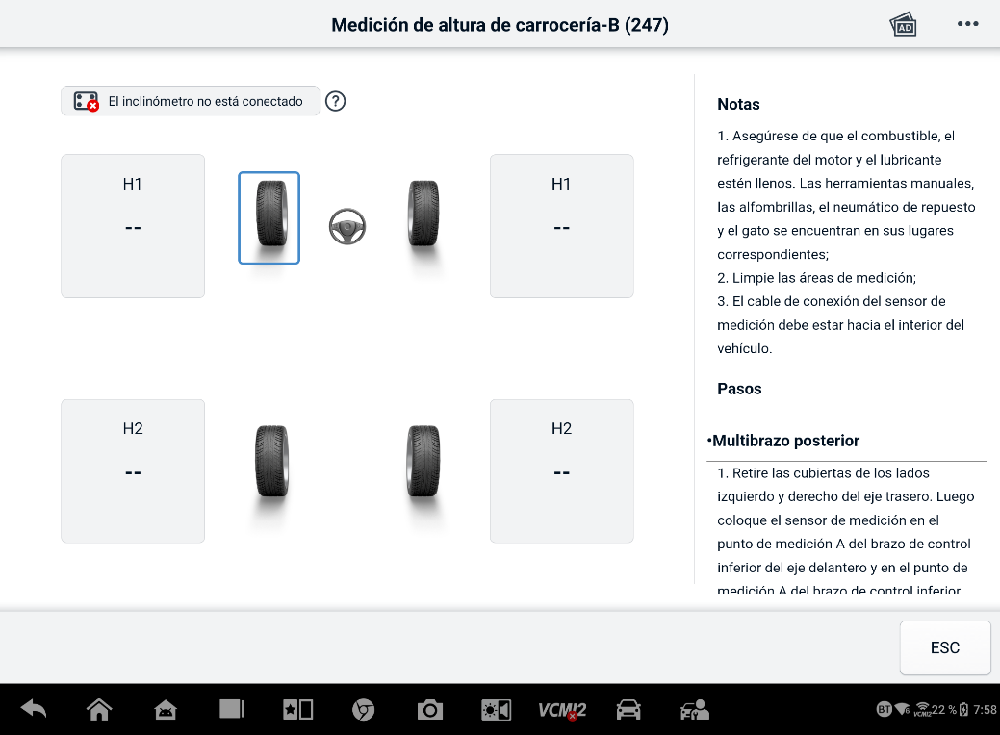 Medición de altura de carrocería-B (247)
AD
El inclinómetro no está conectado
?
H1
--
H1
--
H2
--
H2
--
Notas
1. Asegúrese de que el combustible, el
refrigerante del motor y el lubricante
estén llenos. Las herramientas manuales,
las alfombrillas, el neumático de repuesto
y el gato se encuentran en sus lugares
correspondientes;
2. Limpie las áreas de medición;
3. El cable de conexión del sensor de
medición debe estar hacia el interior del
vehículo.
Pasos
•Multibrazo posterior
1. Retire las cubiertas de los lados
izquierdo y derecho del eje trasero. Luego
coloque el sensor de medición en el
punto de medición A del brazo de control
inferior del eje delantero y en el punto de
medición A del brazo de control inferior
ESC
VCMI2
BT 6 VCMI2 22 % 7:58